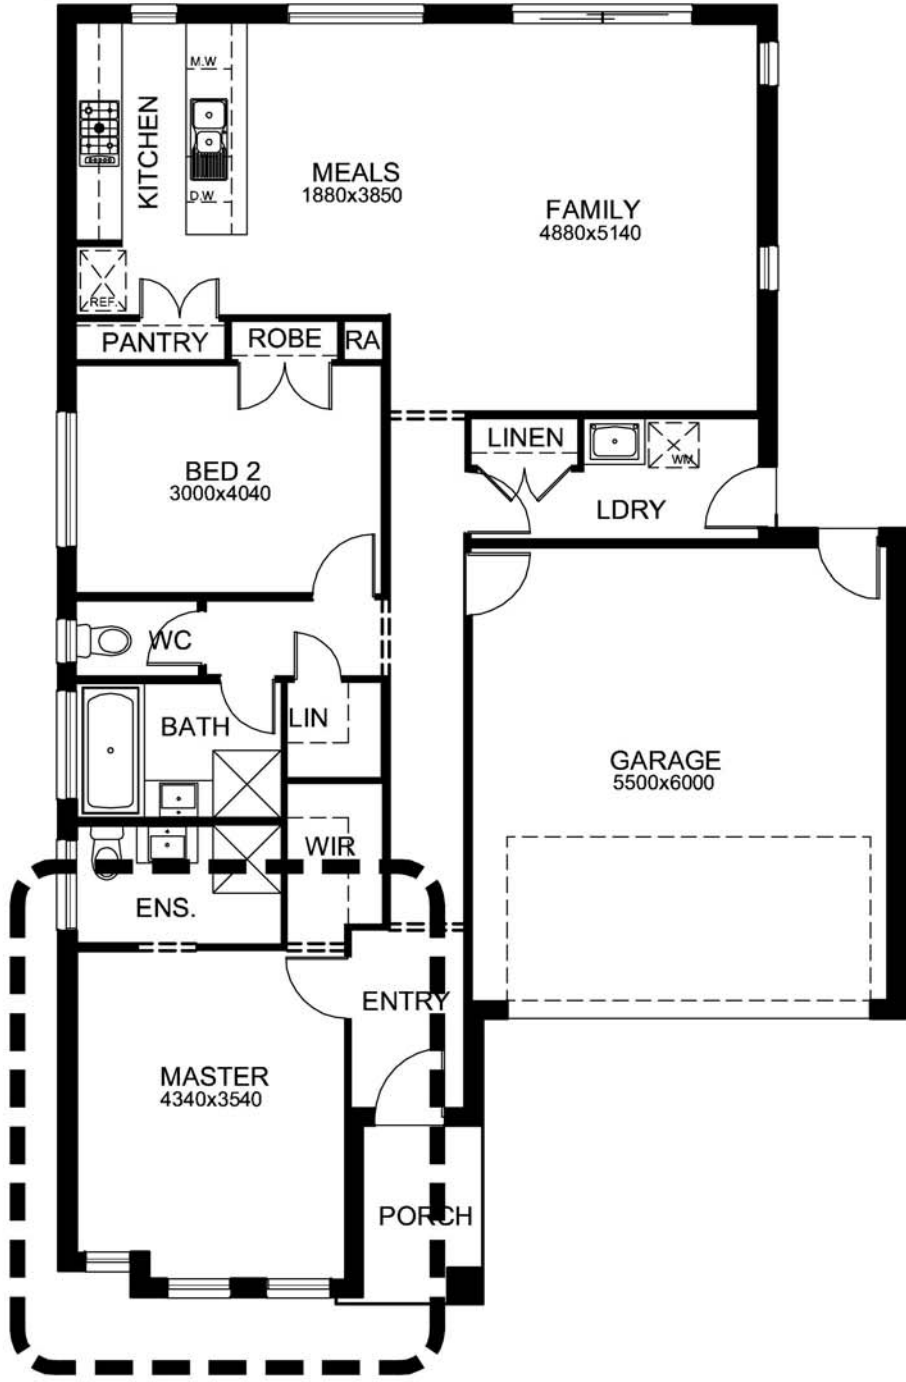 M.W
KITCHEN
MEALS
1880x3850
D.W.
FAMILY
4880x5140
REF.
PANTRY
ROBE
RA
LINEN
WM
BED 2
3000x4040
LDRY
WC
LIN
BATH
GARAGE
5500x6000
WIR
ENS.
ENTRY
MASTER
4340x3540
PORCH